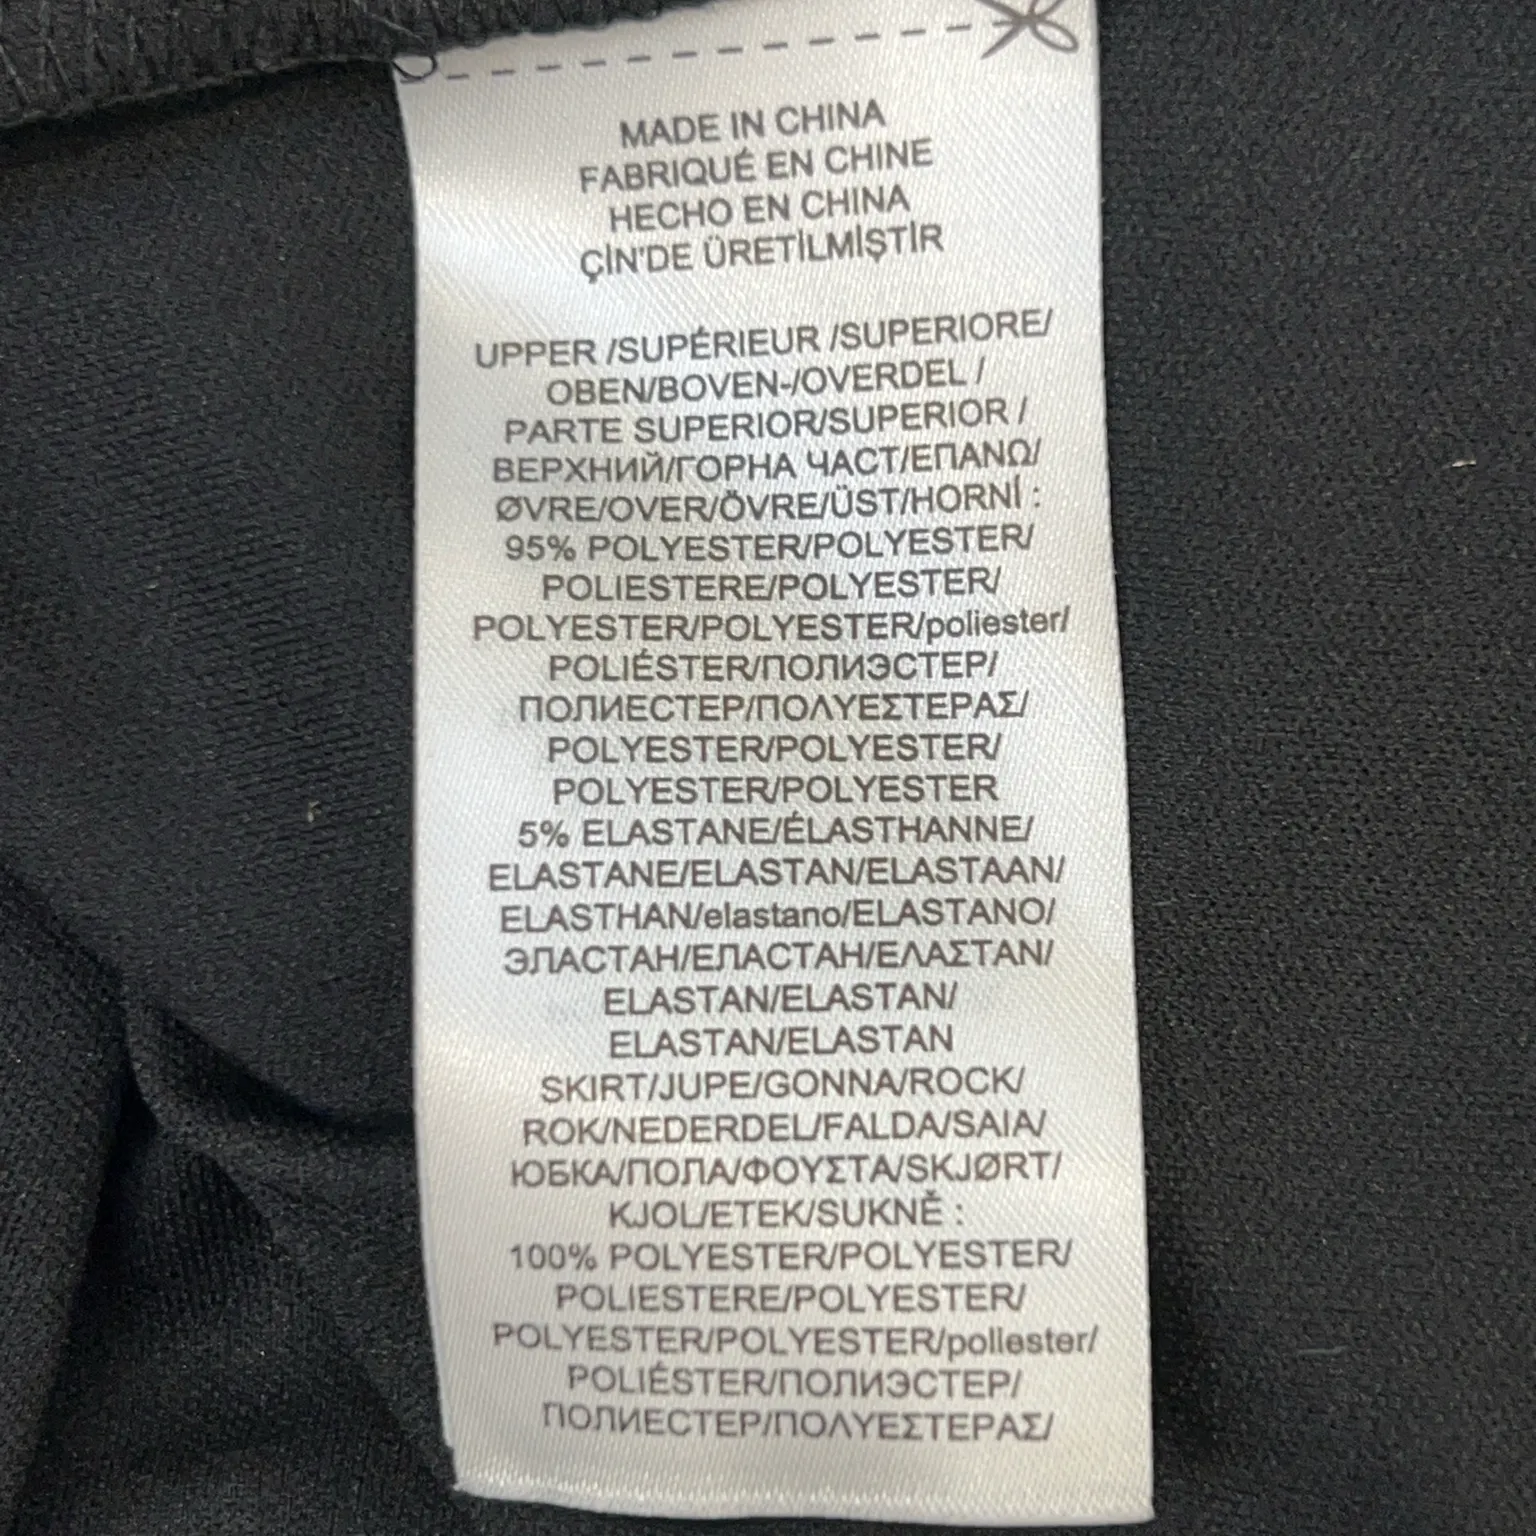 MADE IN CHINA
FABRIQUÉ EN CHINE
HECHO EN CHINA
ÇİN'DE ÜRETİLMİŞTİR
UPPER /SUPÉRIEUR /SUPERIORE/
OBEN/BOVEN-/OVERDEL /
PARTE SUPERIOR/SUPERIOR /
ВЕРХНИЙ/ГОРНА ЧАСТ/ΕΠΑΝΩ/
ØVRE/OVER/ÖVRE/ÜST/HORNÍ :
95% POLYESTER/POLYESTER/
POLIESTERE/POLYESTER/
POLYESTER/POLYESTER/poliester/
POLIÉSTER/ПОЛИЭСТЕР/
ПОЛИЕСТЕР/ΠΟΛΥΕΣΤΕΡΑΣ/
POLYESTER/POLYESTER/
POLYESTER/POLYESTER
5% ELASTANE/ÉLASTHANNE/
ELASTANE/ELASTAN/ELASTAAN/
ELASTHAN/elastano/ELASTANO/
ЭЛАСТАН/ЕЛАСТАН/ΕΛΑΣΤΑΝ/
ELASTAN/ELASTAN/
ELASTAN/ELASTAN
SKIRT/JUPE/GONNA/ROCK/
ROK/NEDERDEL/FALDA/SAIA/
ЮБКА/ПОЛА/ΦΟΥΣΤΑ/SKJØRT/
KJOL/ETEK/SUKNĚ :
100% POLYESTER/POLYESTER/
POLIESTERE/POLYESTER/
POLYESTER/POLYESTER/poliester/
POLIÉSTER/ПОЛИЭСТЕР/
ПОЛИЕСТЕР/ΠΟΛΥΕΣΤΕΡΑΣ/